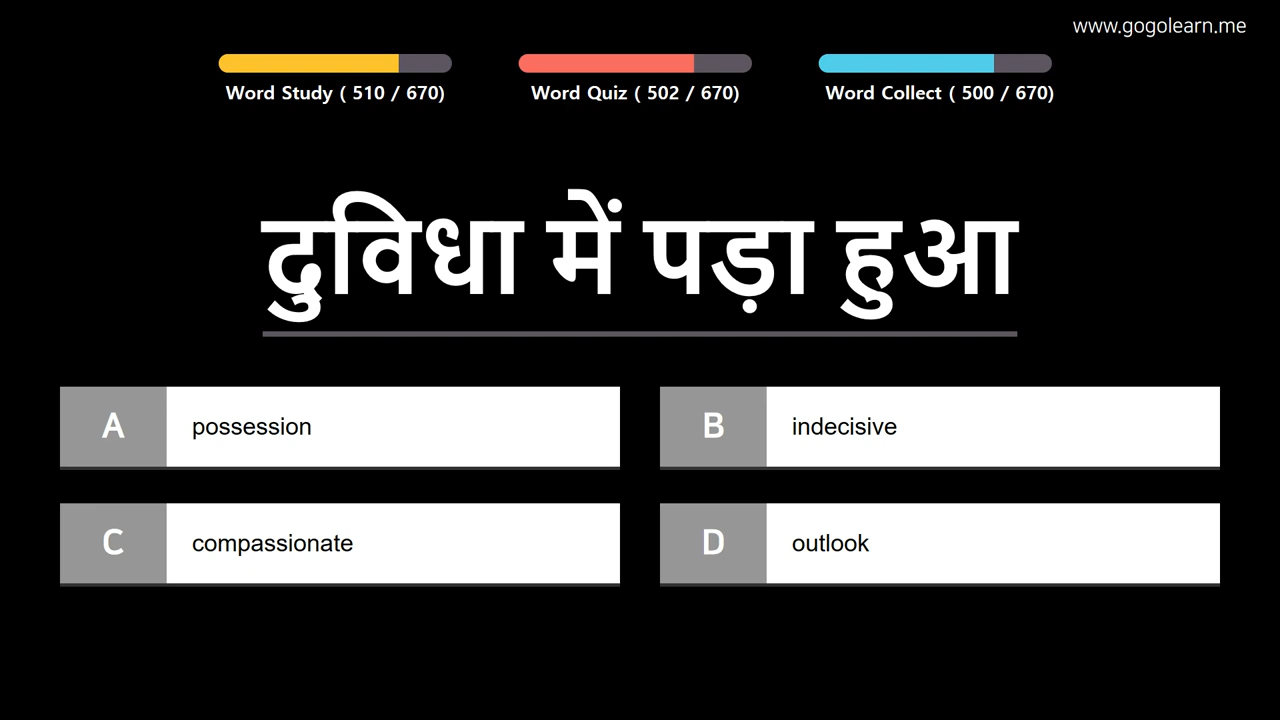 www.gogolearn.me
Word Study ( 510 / 670)
Word Quiz ( 502 / 670)
Word Collect ( 500 / 670)
दुविधा में पड़ा हुआ
A possession
B indecisive
C compassionate
D outlook